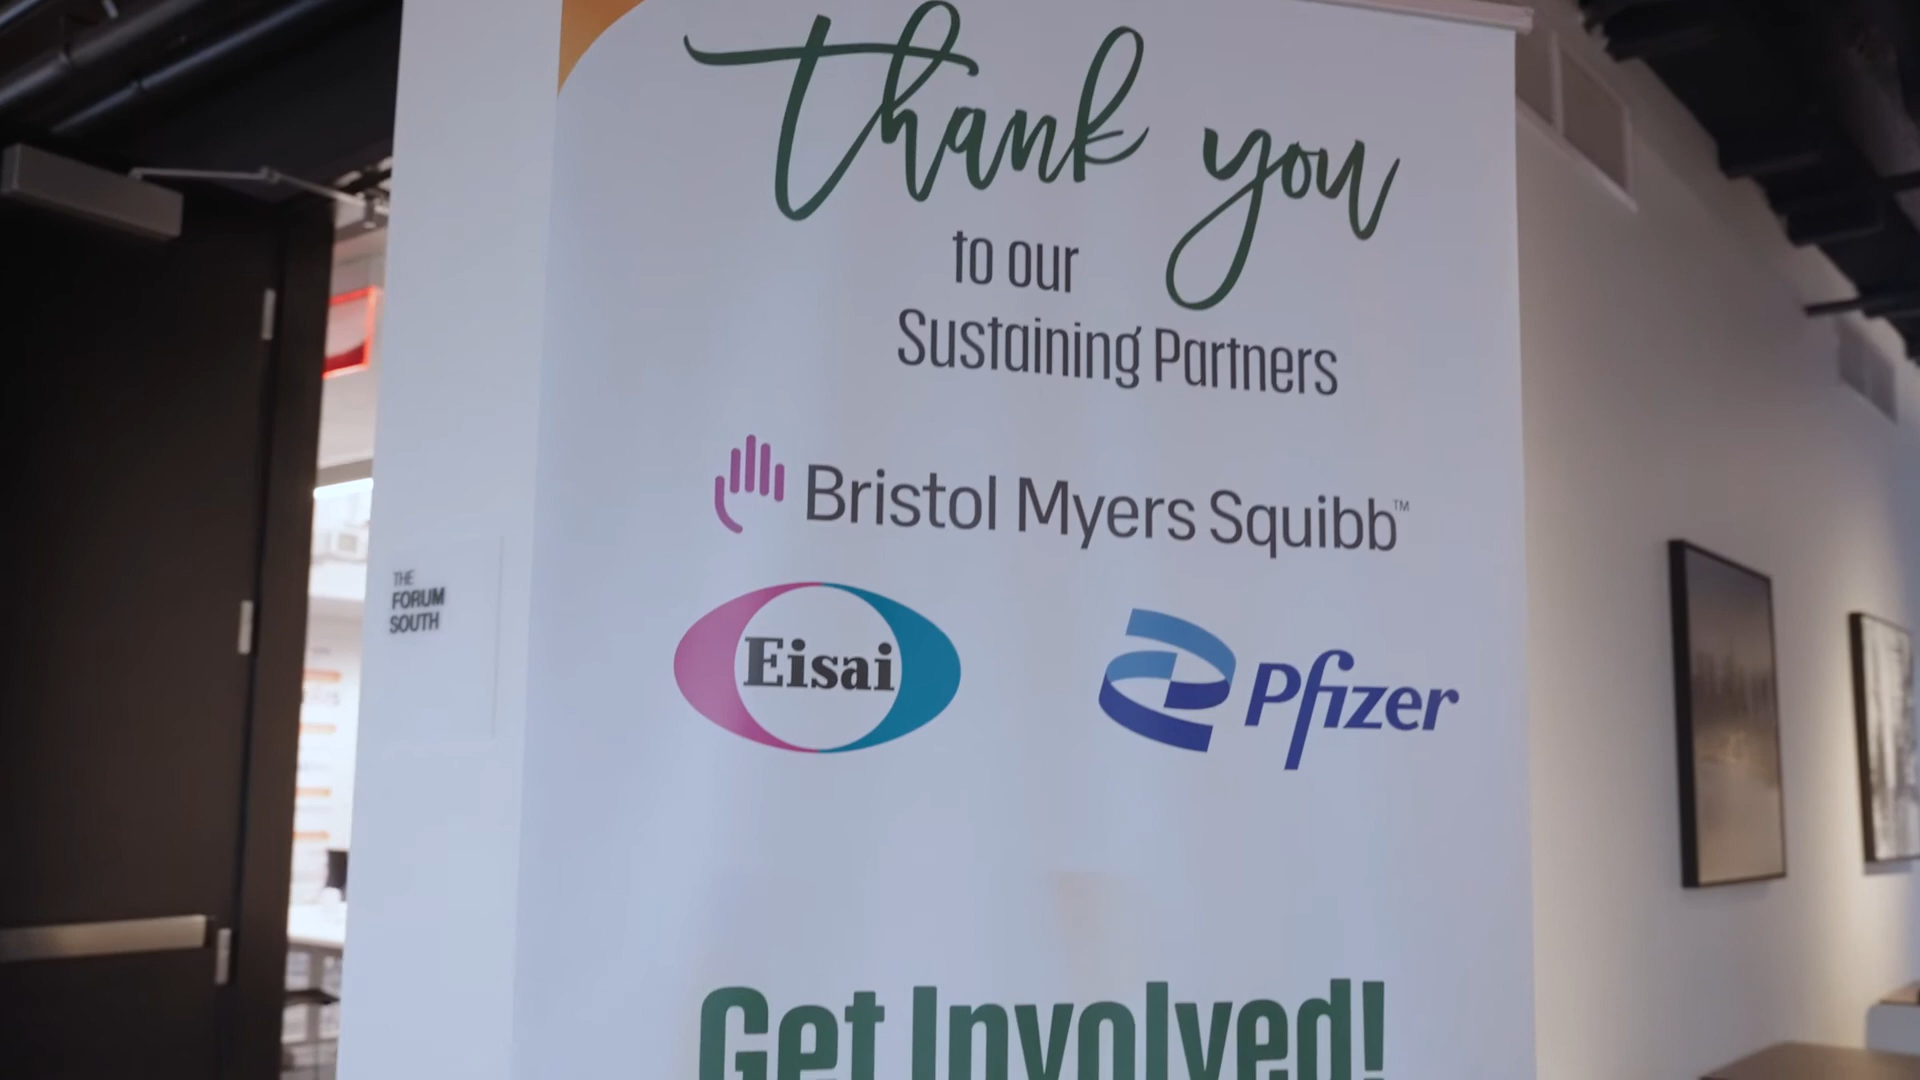 thank you
to our
Sustaining Partners
Bristol Myers Squibb™
Eisai
Pfizer
Get Involved!
THE
FORUM
SOUTH